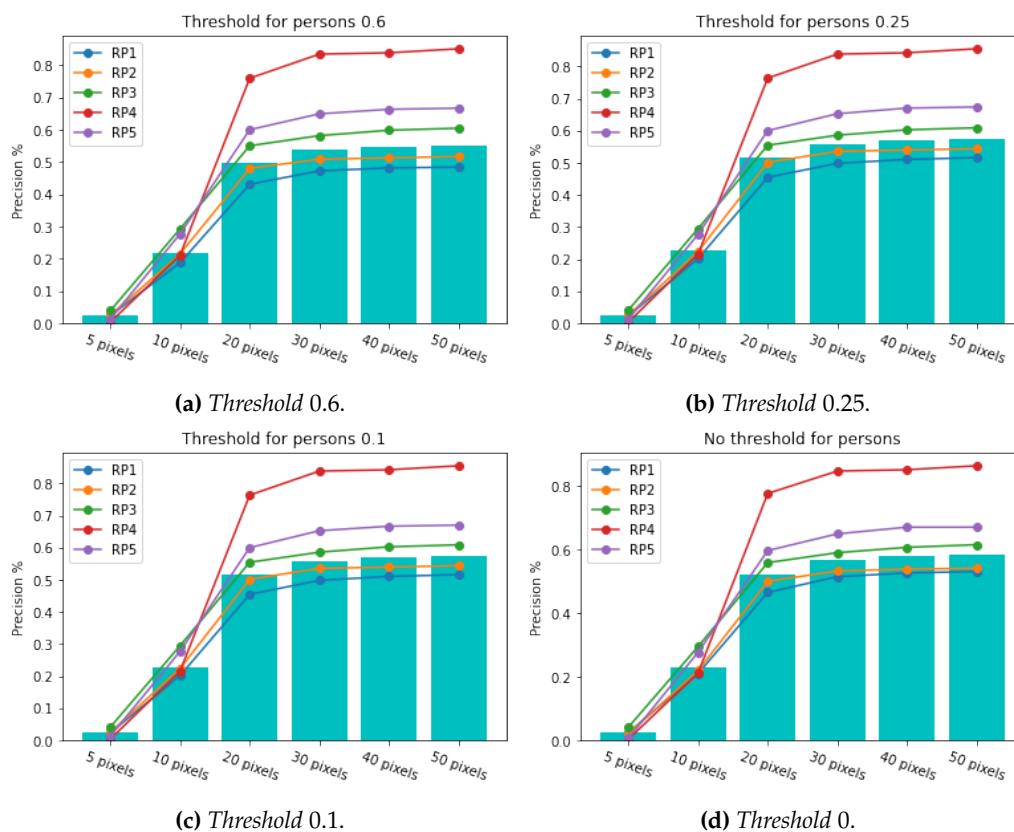 Threshold for persons 0.6
Precision %
0.8
0.7
0.6
0.5
0.4
0.3
0.2
0.1
0.0
RP1
RP2
RP3
RP4
RP5
5 pixels
10 pixels
20 pixels
30 pixels
40 pixels
50 pixels
(a) Threshold 0.6.
Threshold for persons 0.25
Precision %
0.8
0.7
0.6
0.5
0.4
0.3
0.2
0.1
0.0
RP1
RP2
RP3
RP4
RP5
5 pixels
10 pixels
20 pixels
30 pixels
40 pixels
50 pixels
(b) Threshold 0.25.
Threshold for persons 0.1
Precision %
0.8
0.7
0.6
0.5
0.4
0.3
0.2
0.1
0.0
RP1
RP2
RP3
RP4
RP5
5 pixels
10 pixels
20 pixels
30 pixels
40 pixels
50 pixels
(c) Threshold 0.1.
No threshold for persons
Precision %
0.8
0.6
0.4
0.2
0.0
RP1
RP2
RP3
RP4
RP5
5 pixels
10 pixels
20 pixels
30 pixels
40 pixels
50 pixels
(d) Threshold 0.